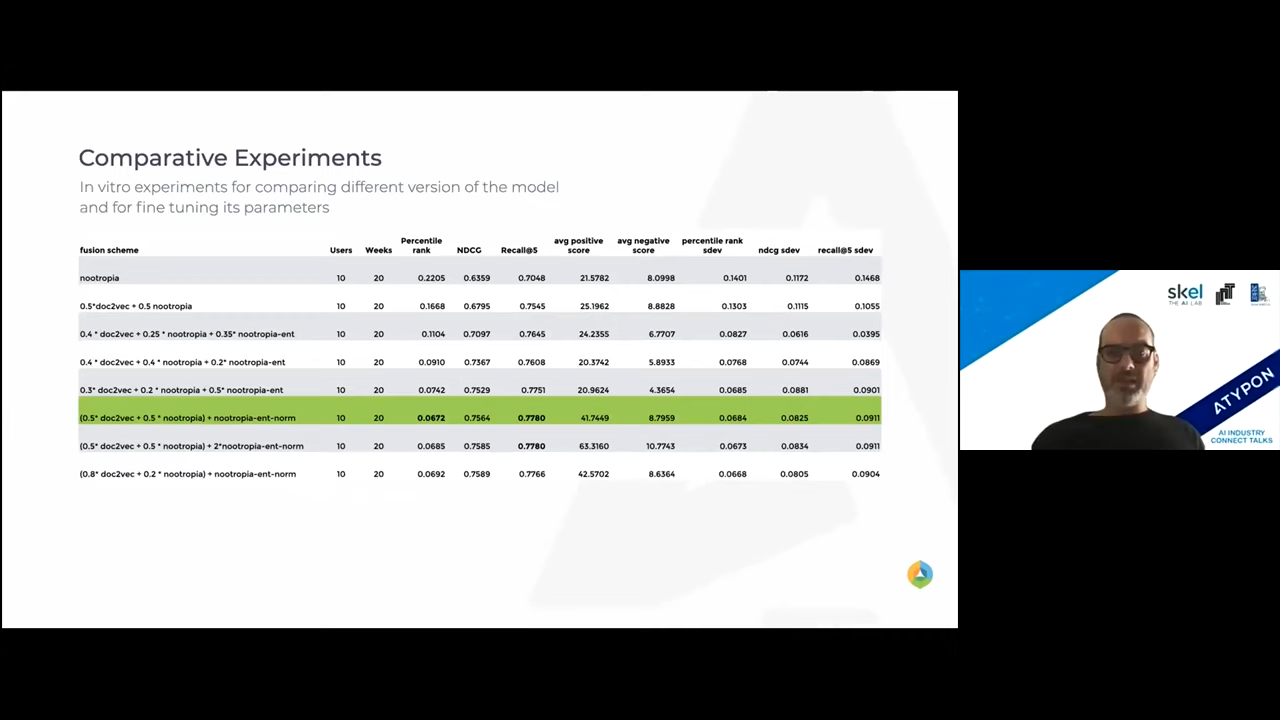 Comparative Experiments
In vitro experiments for comparing different version of the model
and for fine tuning its parameters
fusion scheme Users Weeks Percentile rank NDCG Recall@5 avg positive score avg negative score percentile rank sdev ndcg sdev recall@5 sdev
nootropia 10 20 0.2205 0.6359 0.7048 21.5782 8.0998 0.1401 0.1172 0.1468
0.5*doc2vec + 0.5 nootropia 10 20 0.1668 0.6795 0.7545 25.1962 8.8828 0.1303 0.1115 0.1055
0.4 * doc2vec + 0.25 * nootropia + 0.35* nootropia-ent 10 20 0.1104 0.7097 0.7645 24.2355 6.7707 0.0827 0.0616 0.0395
0.4 * doc2vec + 0.4 * nootropia + 0.2* nootropia-ent 10 20 0.0910 0.7367 0.7608 20.3742 5.8933 0.0768 0.0744 0.0869
0.3* doc2vec + 0.2 * nootropia + 0.5* nootropia-ent 10 20 0.0742 0.7529 0.7751 20.9624 4.3654 0.0685 0.0881 0.0901
(0.5* doc2vec + 0.5 * nootropia) + nootropia-ent-norm 10 20 0.0672 0.7564 0.7780 41.7449 8.7959 0.0684 0.0825 0.0911
(0.5* doc2vec + 0.5 * nootropia) + 2*nootropia-ent-norm 10 20 0.0685 0.7585 0.7780 63.3160 10.7743 0.0673 0.0834 0.0911
(0.8* doc2vec + 0.2 * nootropia) + nootropia-ent-norm 10 20 0.0692 0.7589 0.7766 42.5702 8.6364 0.0668 0.0805 0.0904
skel
THE AI LAB
ATYPON
AI INDUSTRY
CONNECT TALKS